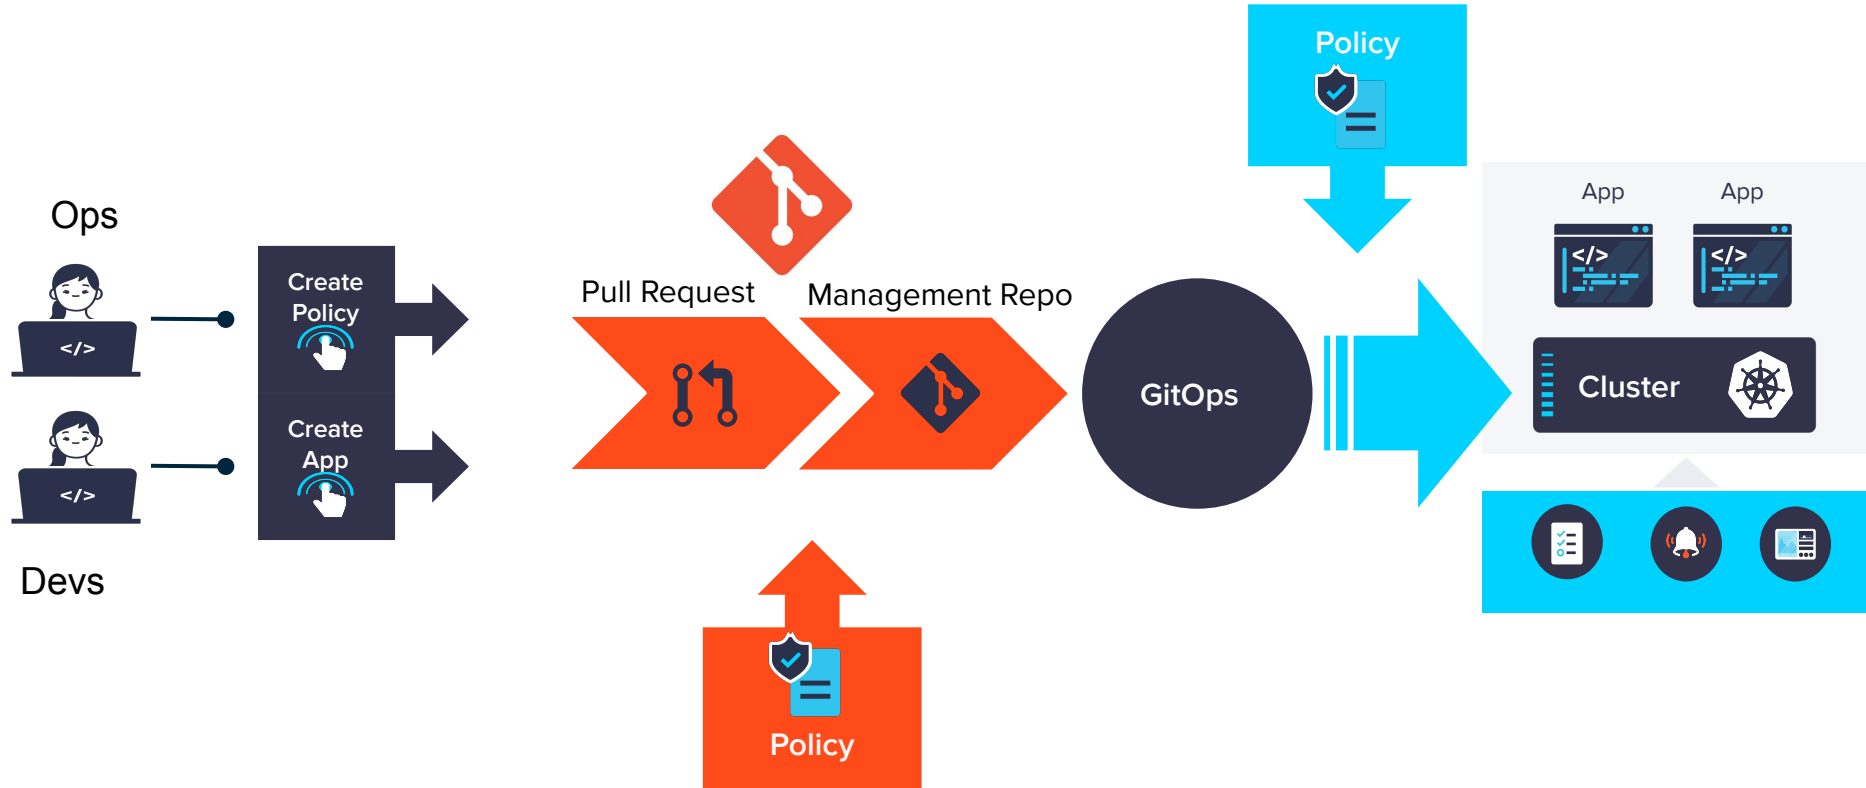 Ops
</>
Create
Policy
Devs
</>
Create
App
Pull Request
Management Repo
Policy
GitOps
Policy
App
App
</>
</>
Cluster